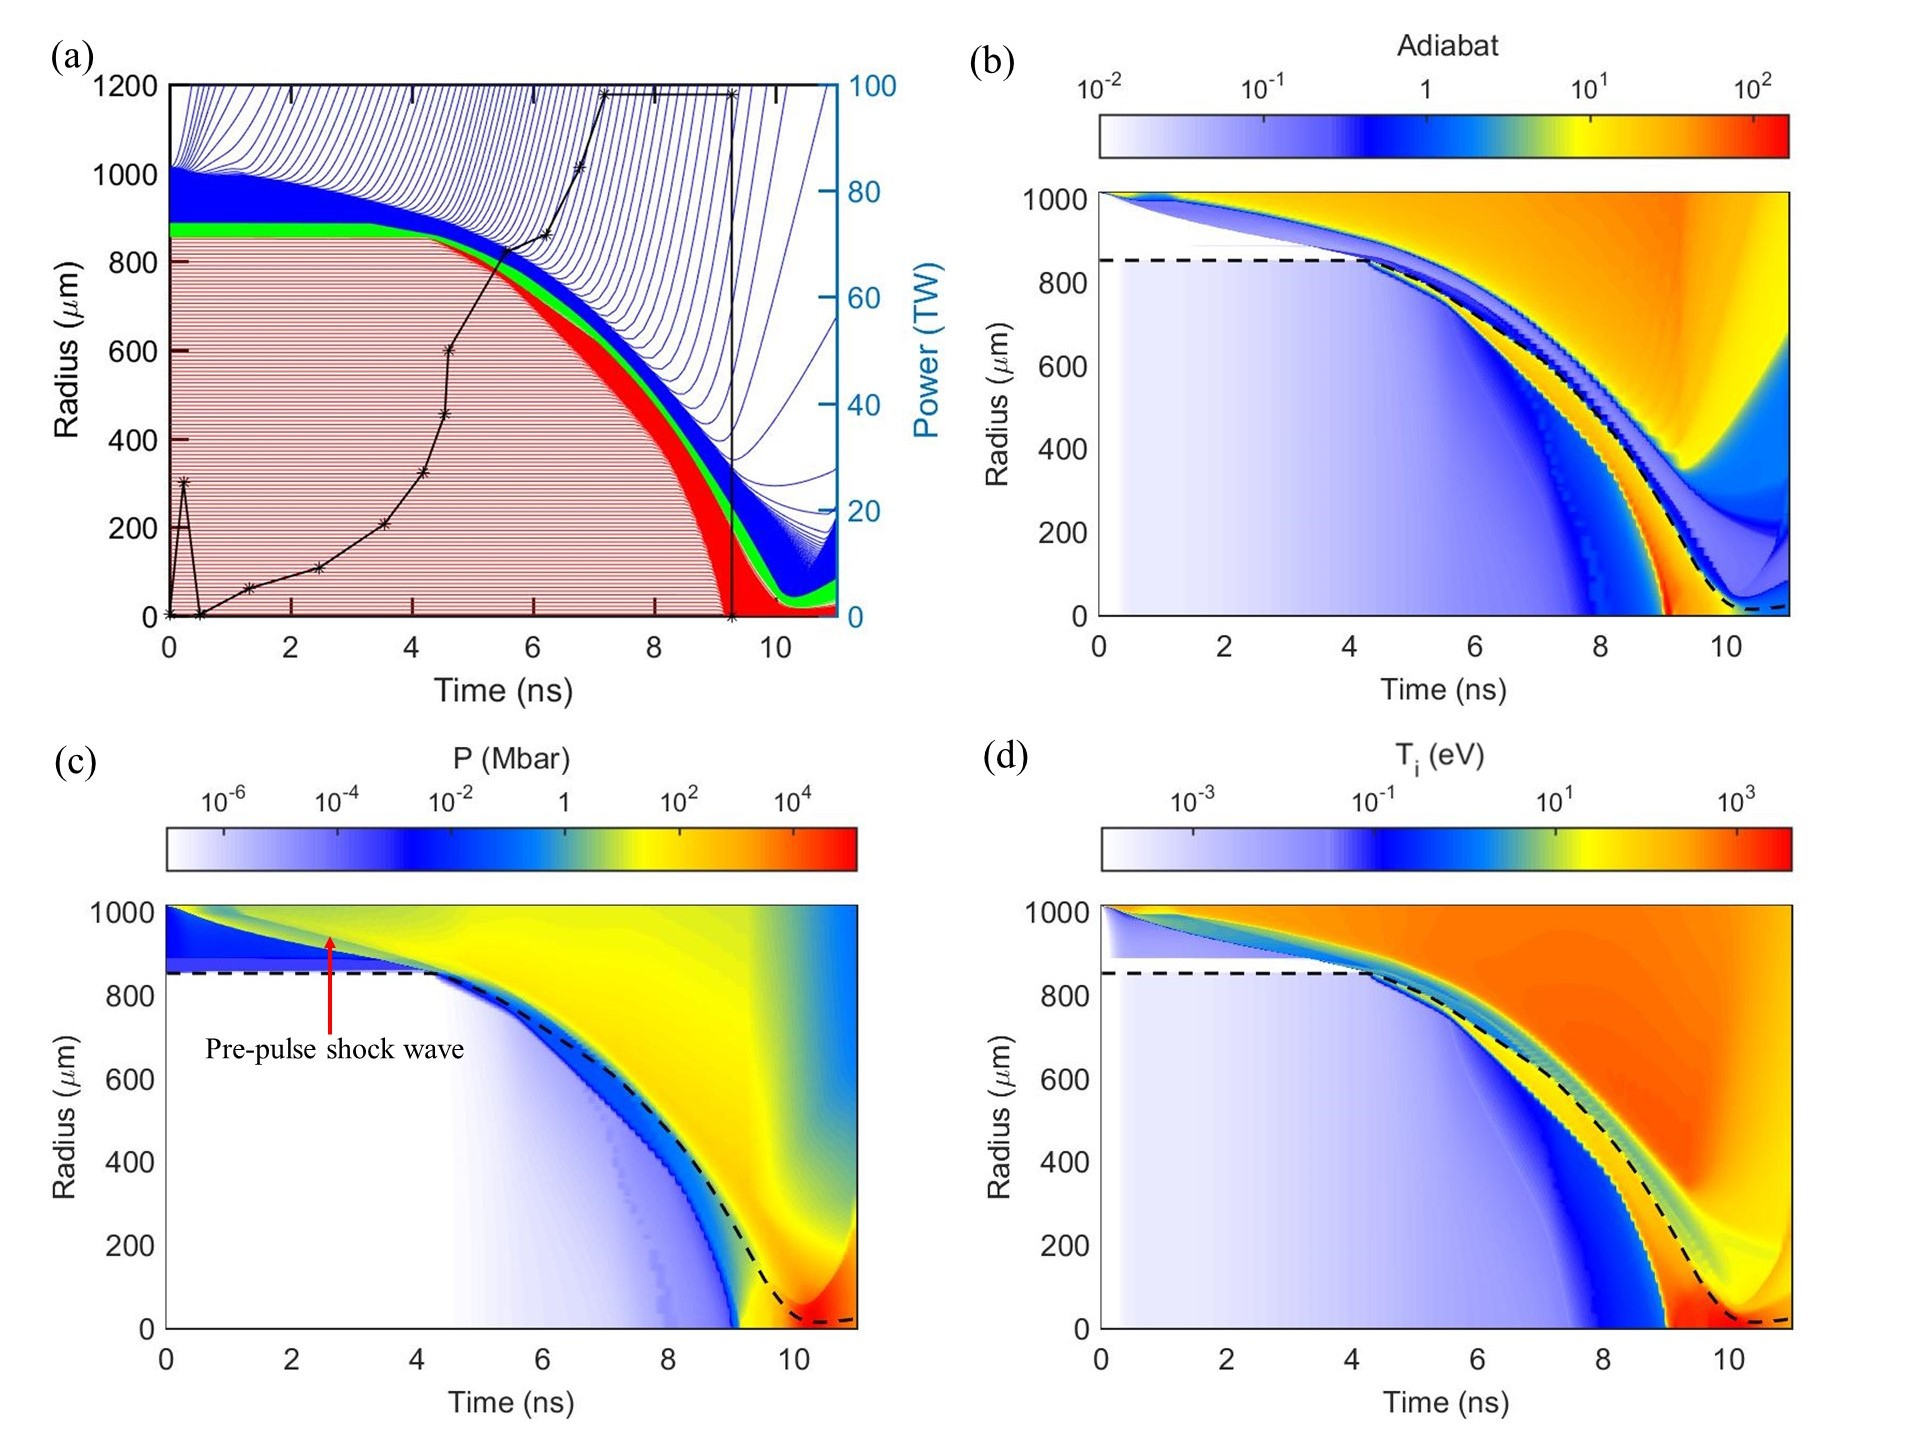 (a)
1200
1000
800
600
400
200
0
Radius (μm)
100
80
60
40
20
0
Power (TW)
0 2 4 6 8 10
Time (ns)
(b)
Adiabat
10-2 10-1 1 101 102
1000
800
600
400
200
0
Radius (μm)
0 2 4 6 8 10
Time (ns)
(c)
P (Mbar)
10-6 10-4 10-2 1 102 104
1000
800
600
400
200
0
Radius (μm)
Pre-pulse shock wave
0 2 4 6 8 10
Time (ns)
(d)
Ti (eV)
10-3 10-1 101 103
1000
800
600
400
200
0
Radius (μm)
0 2 4 6 8 10
Time (ns)